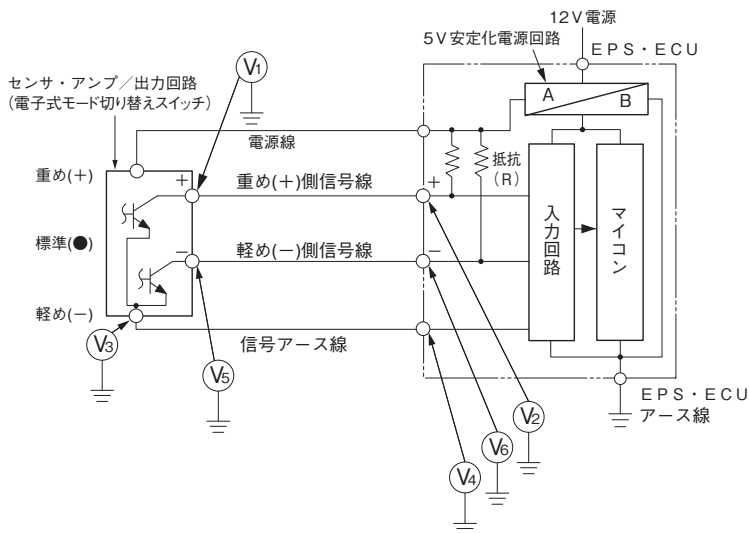 12V電源
5V安定化電源回路
EPS・ECU
V1
センサ・アンプ／出力回路
(電子式モード切り替えスイッチ)
A
B
電源線
抵抗
(R)
重め(+)
+
重め(+)側信号線
+
標準(●)
−
軽め(−)側信号線
−
入力回路
マイコン
軽め(−)
信号アース線
V3
V5
EPS・ECU
アース線
V2
V6
V4